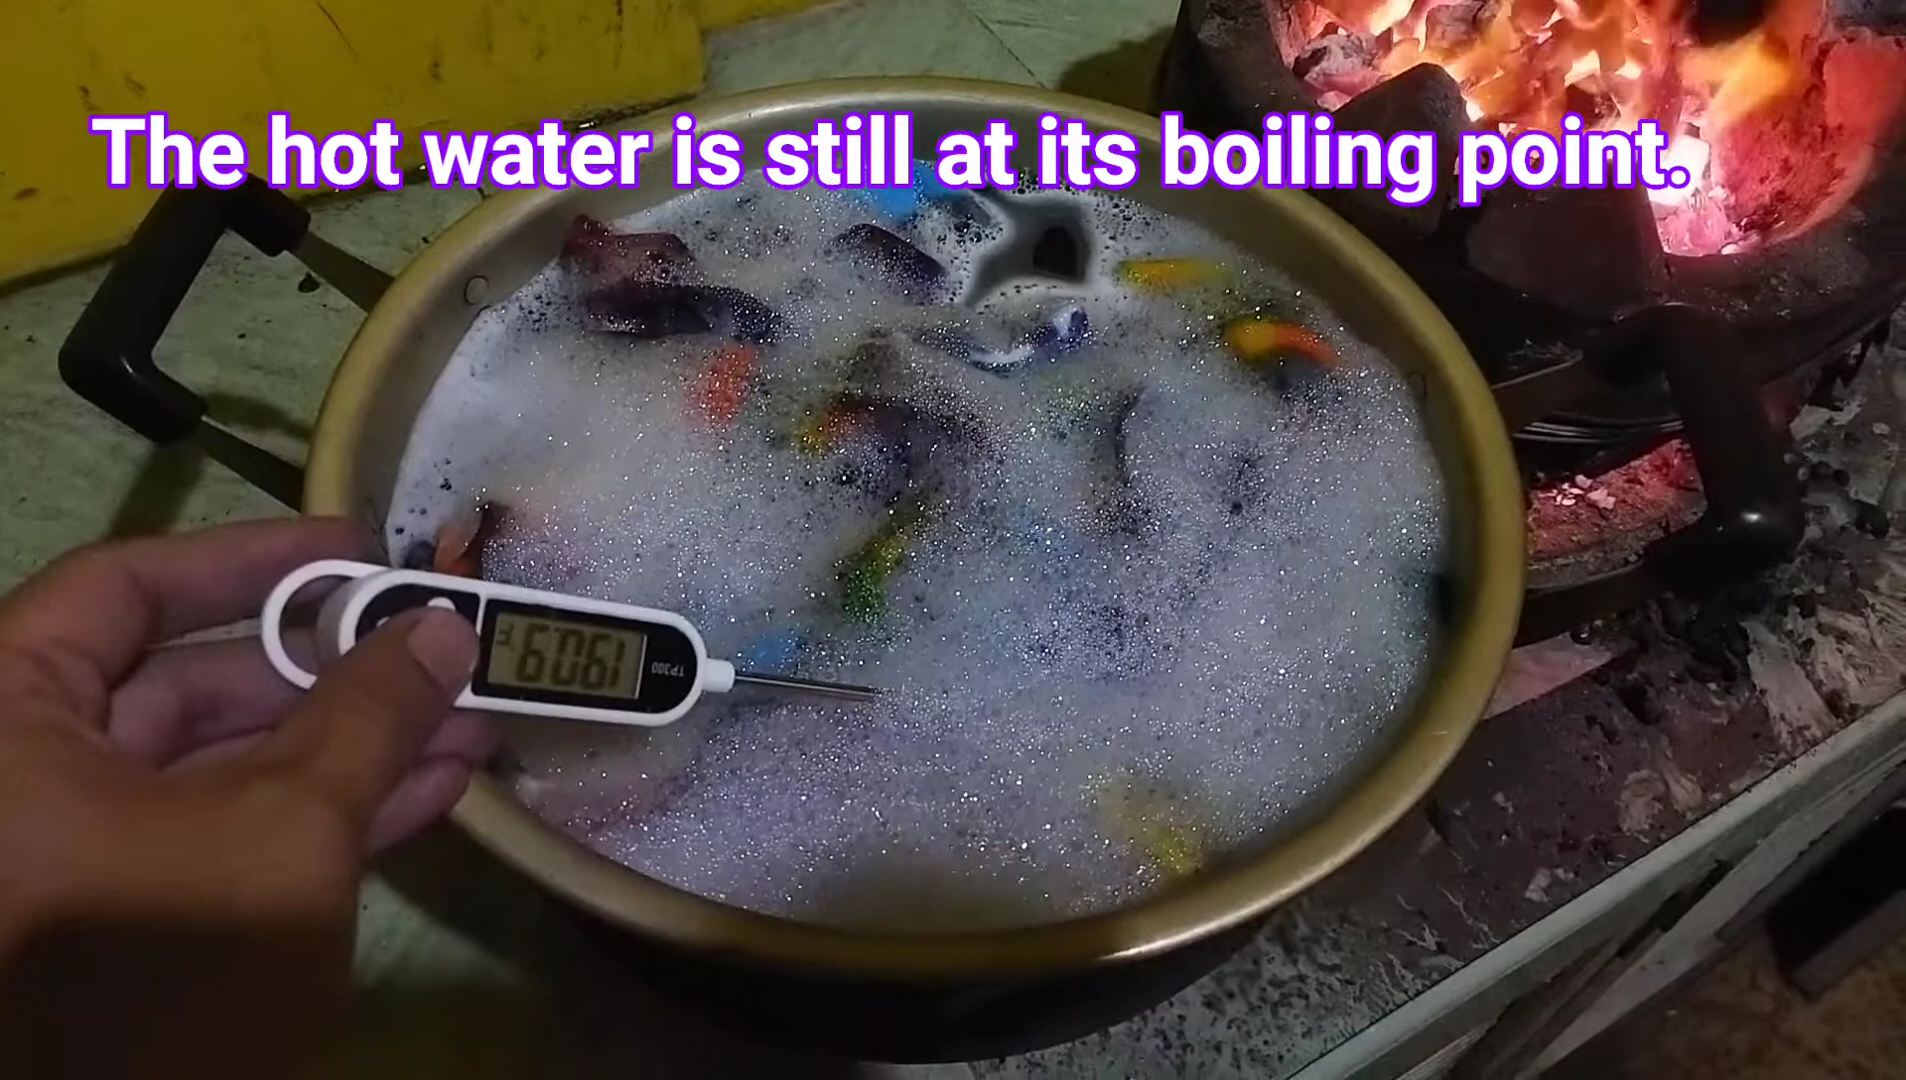 The hot water is still at its boiling point.
190.9°F
TP300